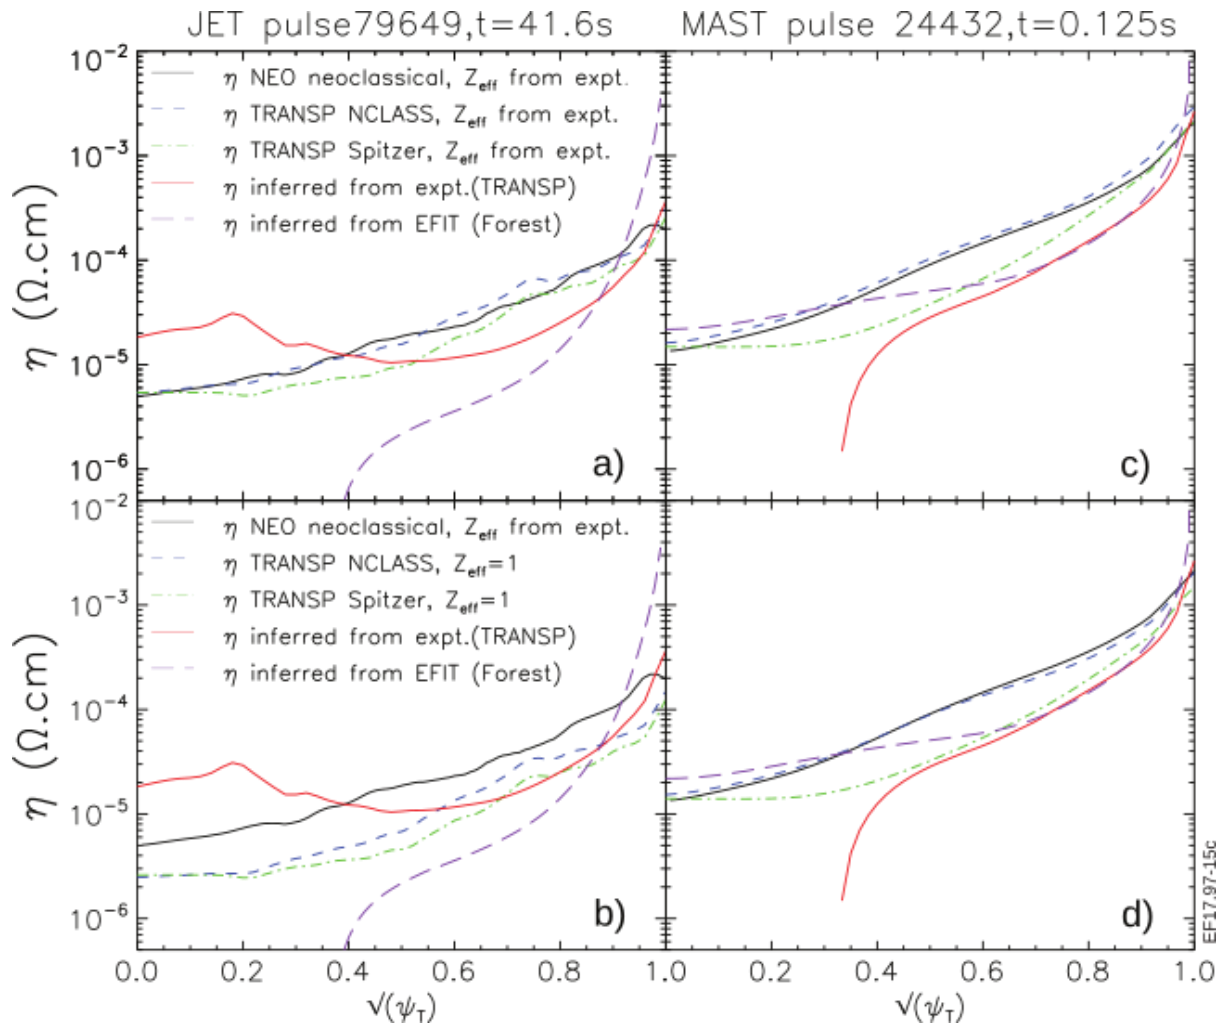 JET pulse79649,t=41.6s
MAST pulse 24432,t=0.125s
10⁻²
10⁻³
10⁻⁴
10⁻⁵
10⁻⁶
η (Ω.cm)
η NEO neoclassical, Z_eff from expt.
η TRANSP NCLASS, Z_eff from expt.
η TRANSP Spitzer, Z_eff from expt.
η inferred from expt.(TRANSP)
η inferred from EFIT (Forest)
a)
c)
10⁻²
10⁻³
10⁻⁴
10⁻⁵
10⁻⁶
η (Ω.cm)
η NEO neoclassical, Z_eff from expt.
η TRANSP NCLASS, Z_eff=1
η TRANSP Spitzer, Z_eff=1
η inferred from expt.(TRANSP)
η inferred from EFIT (Forest)
b)
d)
0.0 0.2 0.4 0.6 0.8 1.0 0.2 0.4 0.6 0.8 1.0
√(ψ_T)
√(ψ_T)
EF17.97-15c